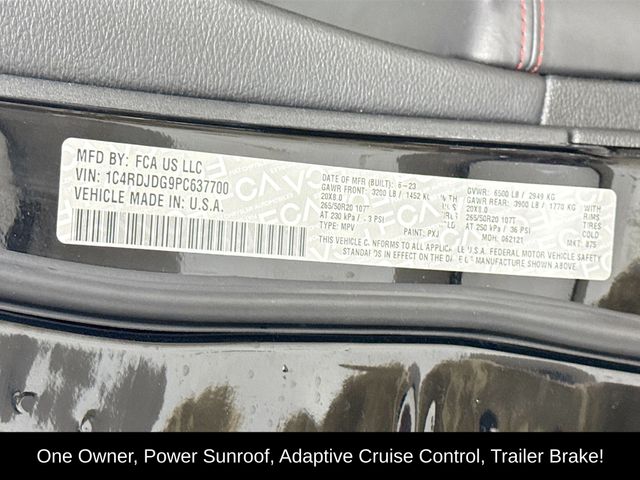 MFD BY: FCA US LLC
VIN: 1C4RDJDG9PC637700
VEHICLE MADE IN: U.S.A.
DATE OF MFR (BUILT): 6-23
GAWR FRONT: 3200 LB / 1452 KG
20X8.0
265/50R20 107T
AT 230 kPa / PSI
TYPE: MPV PAINT: PXJ
GVWR: 6500 LB / 2949 KG
GAWR REAR: 3900 LB / 1770 KG WITH
20X8.0 RIMS
265/50R20 107T TIRES
AT 250 kPa / 36 PSI COLD
MDH: 062121 MKT: 875
THIS VEHICLE CONFORMS TO ALL U.S.A. FEDERAL MOTOR VEHICLE SAFETY
STANDARDS IN EFFECT ON THE DATE MANUFACTURE SHOWN ABOVE.
One Owner, Power Sunroof, Adaptive Cruise Control, Trailer Brake!